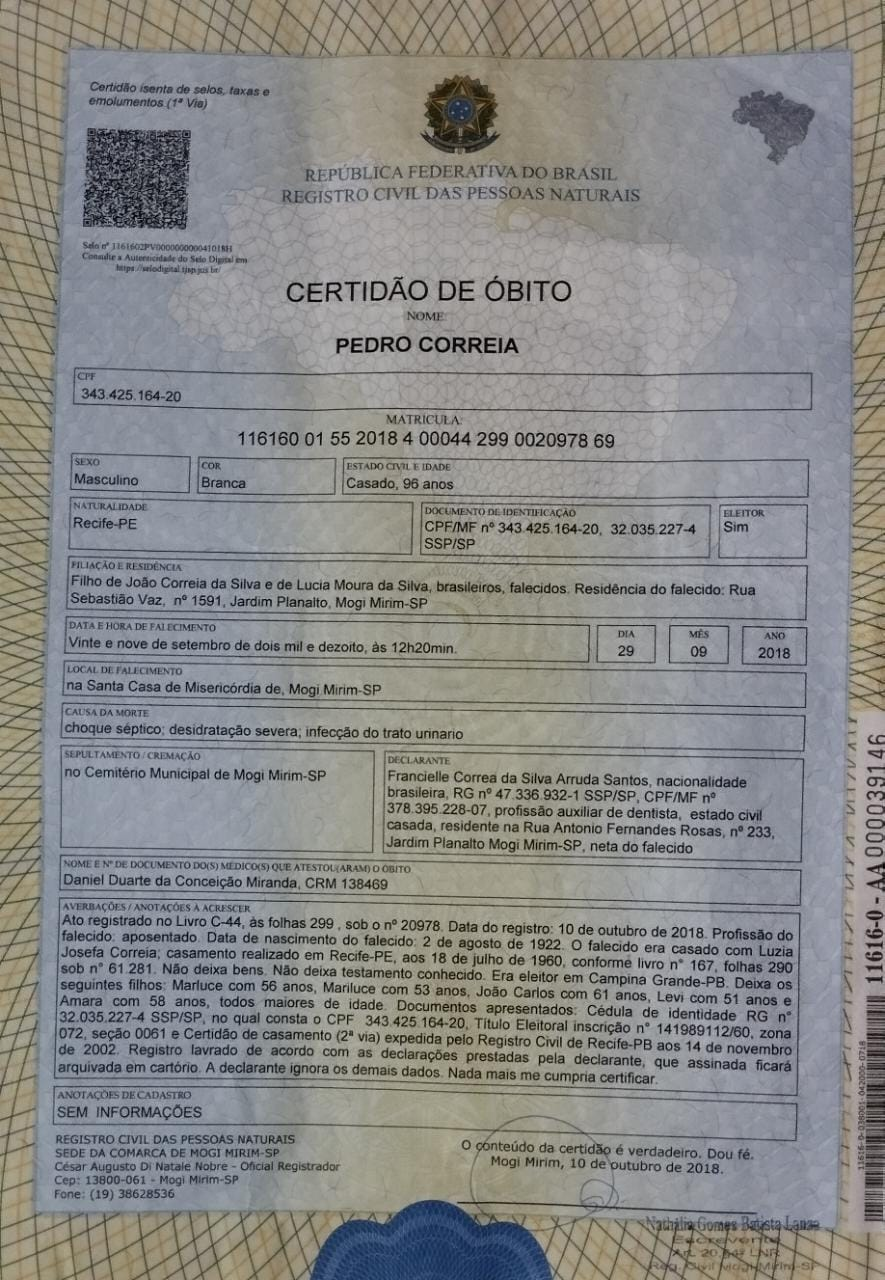 Certidão isenta de selos, taxas e
emolumentos.(1ª Via)
Selo nº 1161602PV00000000041018H
Consulte a Autenticidade do Selo Digital em
https://selodigital.tjsp.jus.br/
REPÚBLICA FEDERATIVA DO BRASIL
REGISTRO CIVIL DAS PESSOAS NATURAIS
CERTIDÃO DE ÓBITO
NOME
PEDRO CORREIA
CPF
343.425.164-20
MATRICULA:
116160 01 55 2018 4 00044 299 0020978 69
SEXO
Masculino
COR
Branca
ESTADO CIVIL E IDADE
Casado, 96 anos
NATURALIDADE
Recife-PE
DOCUMENTO DE IDENTIFICAÇÃO
CPF/MF nº 343.425.164-20, 32.035.227-4
SSP/SP
ELEITOR
Sim
FILIAÇÃO E RESIDÊNCIA
Filho de João Correia da Silva e de Lucia Moura da Silva, brasileiros, falecidos. Residência do falecido: Rua
Sebastião Vaz, nº 1591, Jardim Planalto, Mogi Mirim-SP
DATA E HORA DE FALECIMENTO
Vinte e nove de setembro de dois mil e dezoito, às 12h20min.
DIA
29
MÊS
09
ANO
2018
LOCAL DE FALECIMENTO
na Santa Casa de Misericórdia de, Mogi Mirim-SP
CAUSA DA MORTE
choque séptico; desidratação severa; infecção do trato urinario
SEPULTAMENTO / CREMAÇÃO
no Cemitério Municipal de Mogi Mirim-SP
DECLARANTE
Francielle Correa da Silva Arruda Santos, nacionalidade
brasileira, RG nº 47.336.932-1 SSP/SP, CPF/MF nº
378.395.228-07, profissão auxiliar de dentista, estado civil
casada, residente na Rua Antonio Fernandes Rosas, nº 233,
Jardim Planalto Mogi Mirim-SP, neta do falecido
NOME E Nº DE DOCUMENTO DO(S) MÉDICO(S) QUE ATESTOU(ARAM) O ÓBITO
Daniel Duarte da Conceição Miranda, CRM 138469
AVERBAÇÕES / ANOTAÇÕES A ACRESCER
Ato registrado no Livro C-44, às folhas 299 , sob o nº 20978. Data do registro: 10 de outubro de 2018. Profissão do
falecido: aposentado. Data de nascimento do falecido: 2 de agosto de 1922. O falecido era casado com Luzia
Josefa Correia; casamento realizado em Recife-PE, aos 18 de julho de 1960, conforme livro n° 167, folhas 290
sob n° 61.281. Não deixa bens. Não deixa testamento conhecido. Era eleitor em Campina Grande-PB. Deixa os
seguintes filhos: Marluce com 56 anos, Mariluce com 53 anos, João Carlos com 61 anos, Levi com 51 anos e
Amara com 58 anos, todos maiores de idade. Documentos apresentados: Cédula de identidade RG n°
32.035.227-4 SSP/SP, no qual consta o CPF 343.425.164-20, Título Eleitoral inscrição n° 141989112/60, zona
072, seção 0061 e Certidão de casamento (2ª via) expedida pelo Registro Civil de Recife-PB aos 14 de novembro
de 2002. Registro lavrado de acordo com as declarações prestadas pela declarante, que assinada ficará
arquivada em cartório. A declarante ignora os demais dados. Nada mais me cumpria certificar.
ANOTAÇÕES DE CADASTRO
SEM INFORMAÇÕES
REGISTRO CIVIL DAS PESSOAS NATURAIS
SEDE DA COMARCA DE MOGI MIRIM-SP
César Augusto Di Natale Nobre - Oficial Registrador
Cep: 13800-061 - Mogi Mirim-SP
Fone: (19) 38628536
O conteúdo da certidão é verdadeiro. Dou fé.
Mogi Mirim, 10 de outubro de 2018.
Nathália Gomes Batista Lanza
Escrevente
Art. 20, §4º LNR
Reg. Civil Mogi Mirim-SP
11616-0 - AA 000039146
11616-0-038001-042000-0718